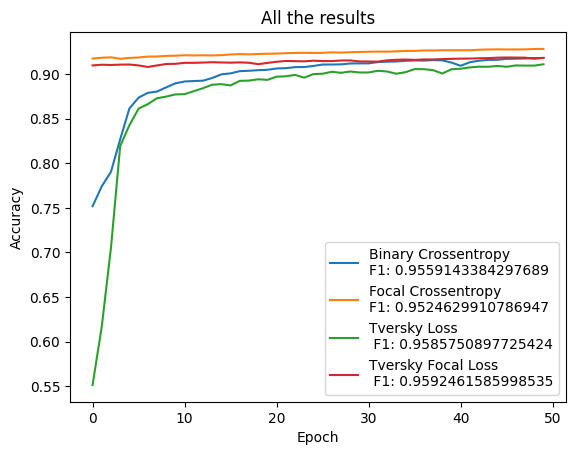 All the results
Accuracy
0.90
0.85
0.80
0.75
0.70
0.65
0.60
0.55
Binary Crossentropy
F1: 0.9559143384297689
Focal Crossentropy
F1: 0.9524629910786947
Tversky Loss
F1: 0.9585750897725424
Tversky Focal Loss
F1: 0.9592461585998535
0 10 20 30 40 50
Epoch